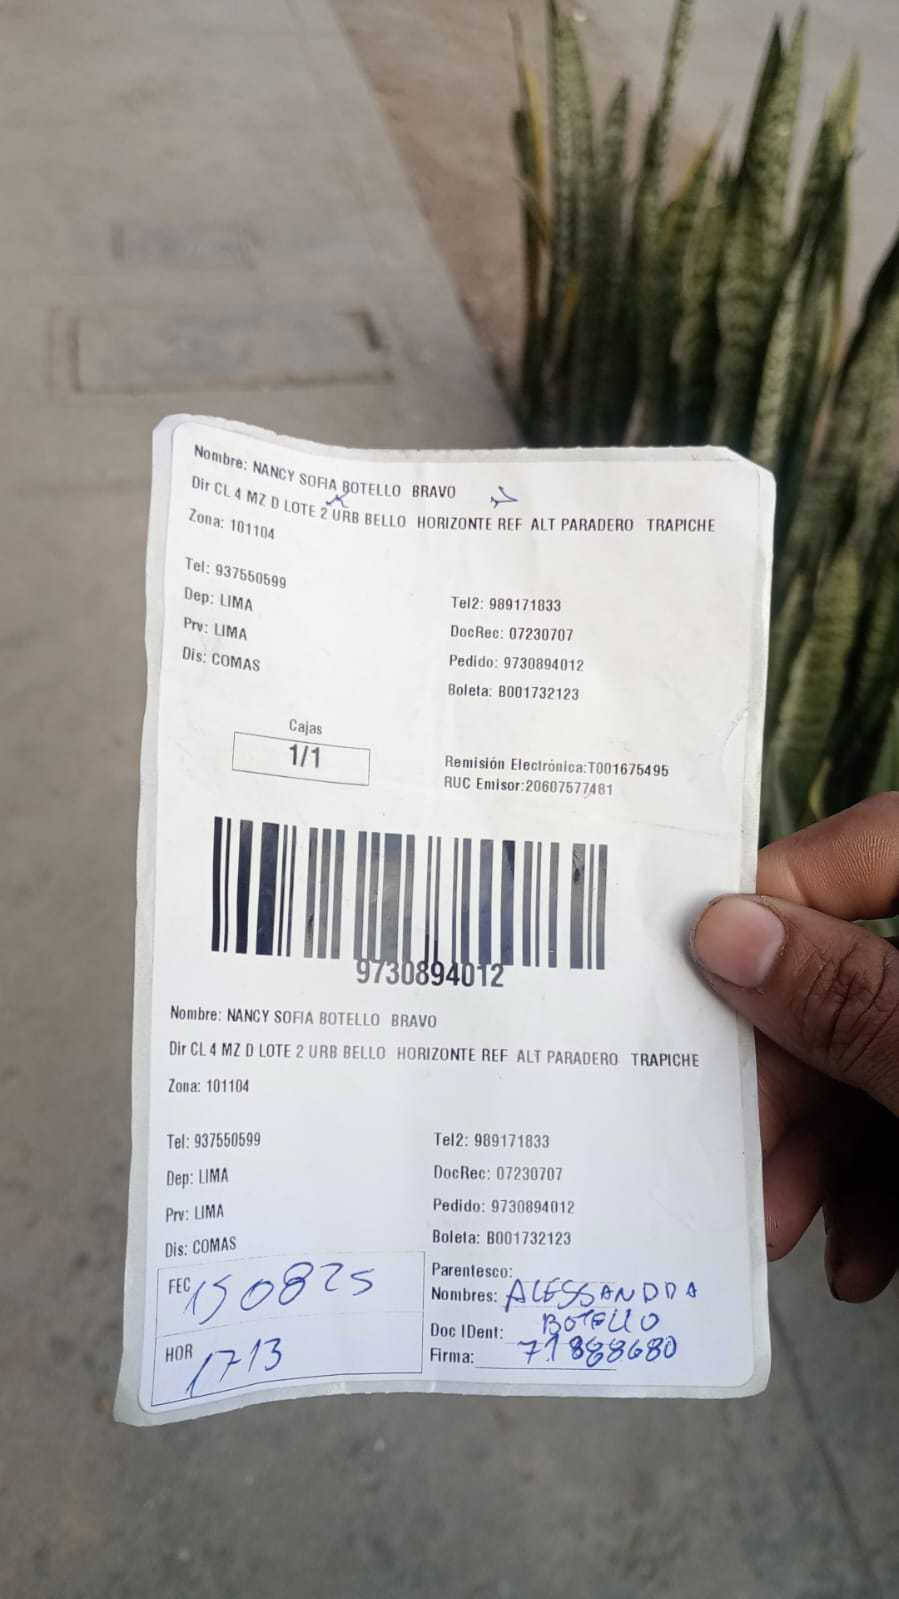 Nombre: NANCY SOFIA BOTELLO BRAVO
Dir CL 4 MZ D LOTE 2 URB BELLO HORIZONTE REF ALT PARADERO TRAPICHE
Zona: 101104
Tel: 937550599
Tel2: 989171833
Dep: LIMA
DocRec: 07230707
Prv: LIMA
Pedido: 9730894012
Dis: COMAS
Boleta: B001732123
Cajas
1/1
Remisión Electrónica:T001675495
RUC Emisor:20607577481
9730894012
Nombre: NANCY SOFIA BOTELLO BRAVO
Dir CL 4 MZ D LOTE 2 URB BELLO HORIZONTE REF ALT PARADERO TRAPICHE
Zona: 101104
Tel: 937550599
Tel2: 989171833
Dep: LIMA
DocRec: 07230707
Prv: LIMA
Pedido: 9730894012
Dis: COMAS
Boleta: B001732123
FEC 150825
Parentesco:
Nombres: ALESSANDRA
BOTELLO
HOR 1713
Doc IDent: 71888680
Firma: